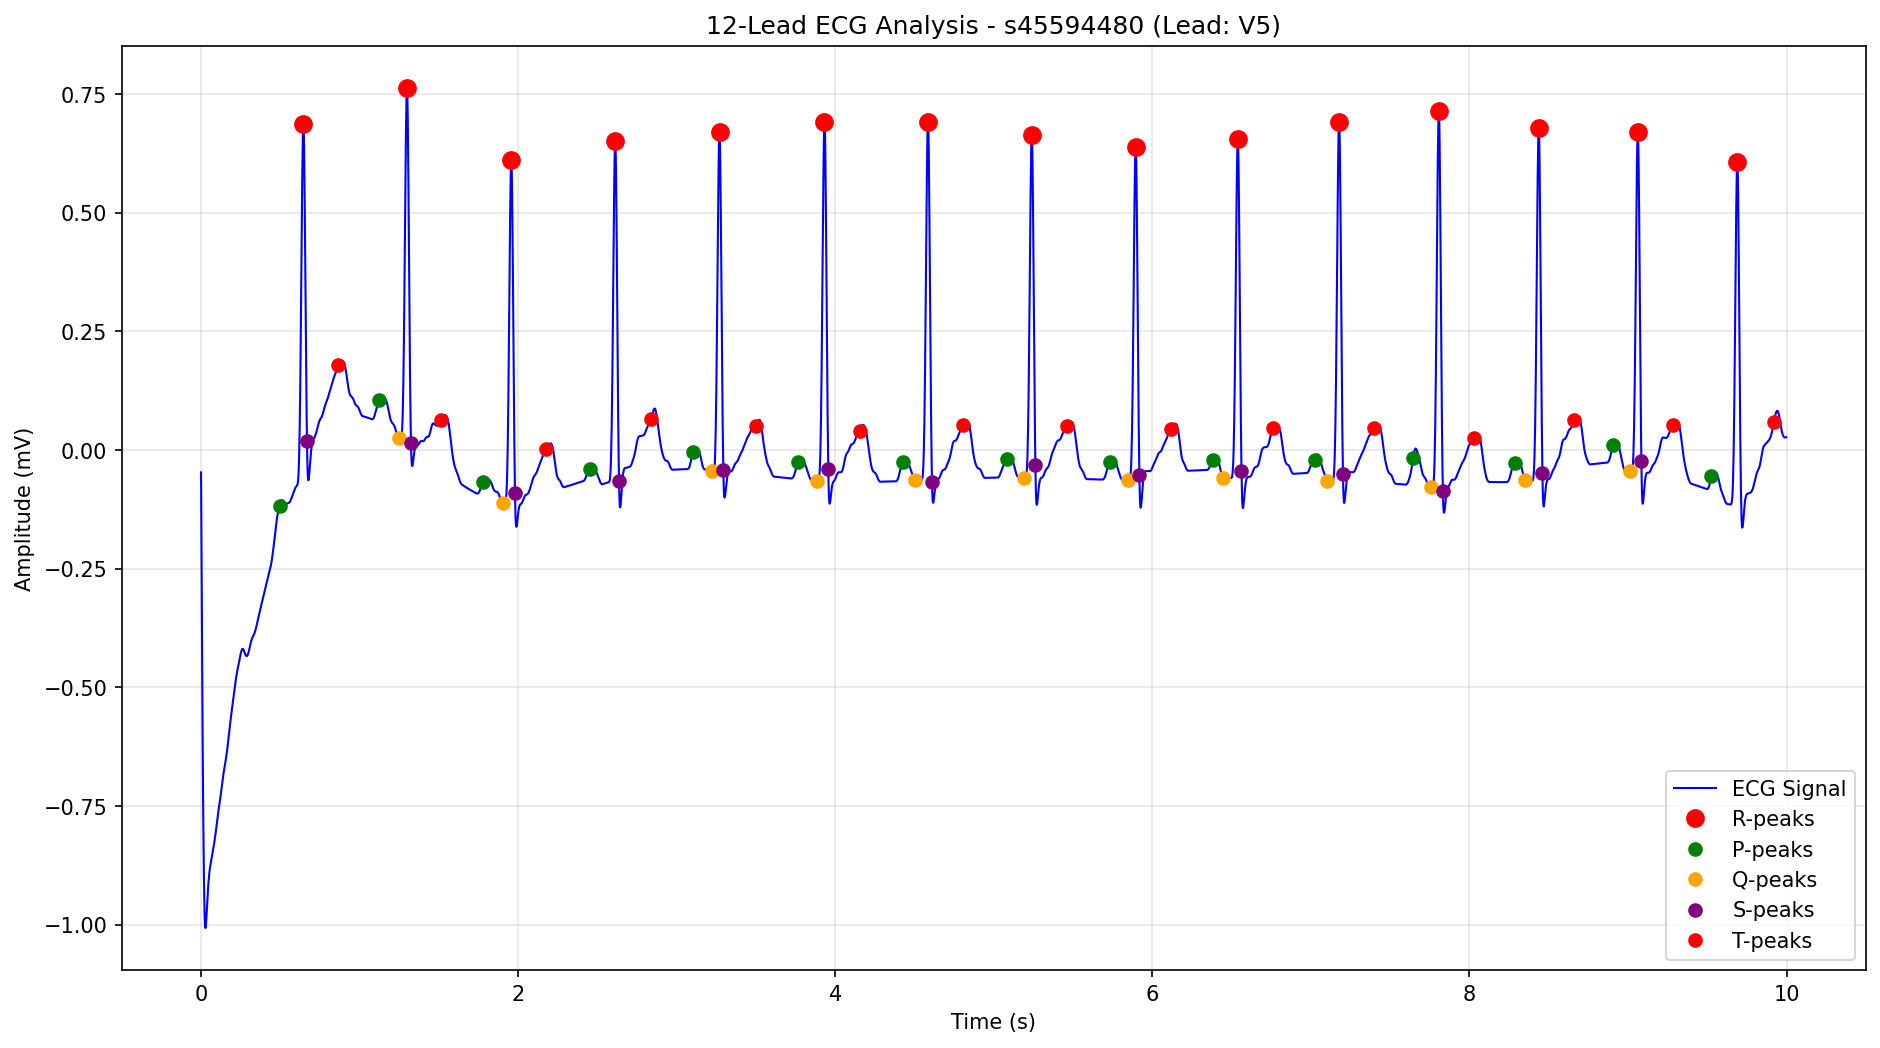 12-Lead ECG Analysis - s45594480 (Lead: V5)
Amplitude (mV)
0.75
0.50
0.25
0.00
−0.25
−0.50
−0.75
−1.00
0 2 4 6 8 10
Time (s)
ECG Signal
R-peaks
P-peaks
Q-peaks
S-peaks
T-peaks